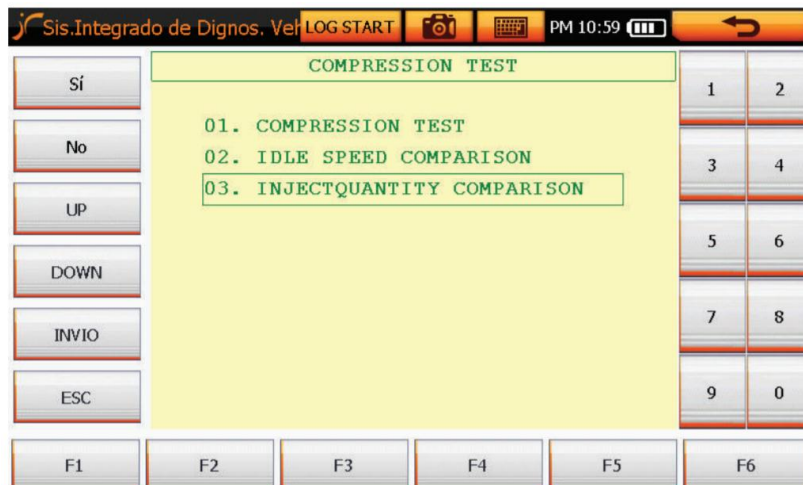 Sis.Integrado de Dignos. Veh LOG START PM 10:59
COMPRESSION TEST
01. COMPRESSION TEST
02. IDLE SPEED COMPARISON
03. INJECTQUANTITY COMPARISON
Sí
No
UP
DOWN
INVIO
ESC
1 2
3 4
5 6
7 8
9 0
F1 F2 F3 F4 F5 F6